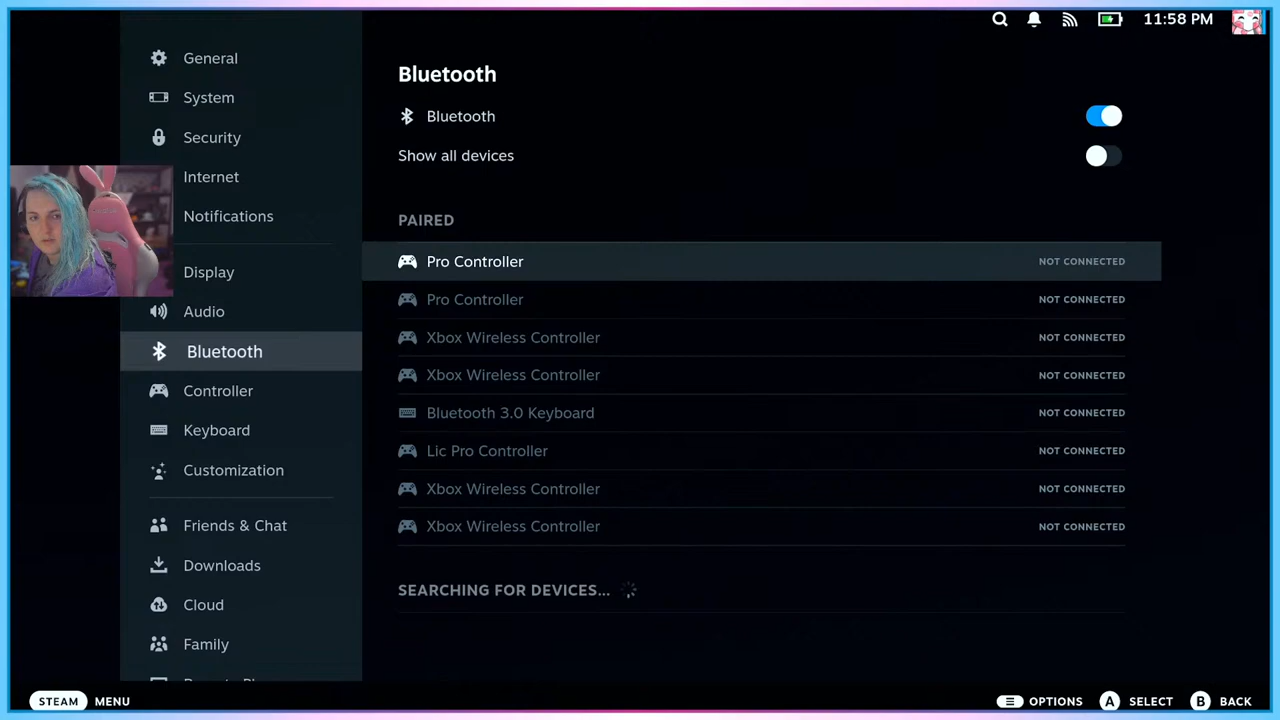 11:58 PM
General
System
Security
Internet
Notifications
Display
Audio
Bluetooth
Controller
Keyboard
Customization
Friends & Chat
Downloads
Cloud
Family
Bluetooth
Bluetooth
Show all devices
PAIRED
Pro Controller NOT CONNECTED
Pro Controller NOT CONNECTED
Xbox Wireless Controller NOT CONNECTED
Xbox Wireless Controller NOT CONNECTED
Bluetooth 3.0 Keyboard NOT CONNECTED
Lic Pro Controller NOT CONNECTED
Xbox Wireless Controller NOT CONNECTED
Xbox Wireless Controller NOT CONNECTED
SEARCHING FOR DEVICES...
STEAM MENU OPTIONS A SELECT B BACK